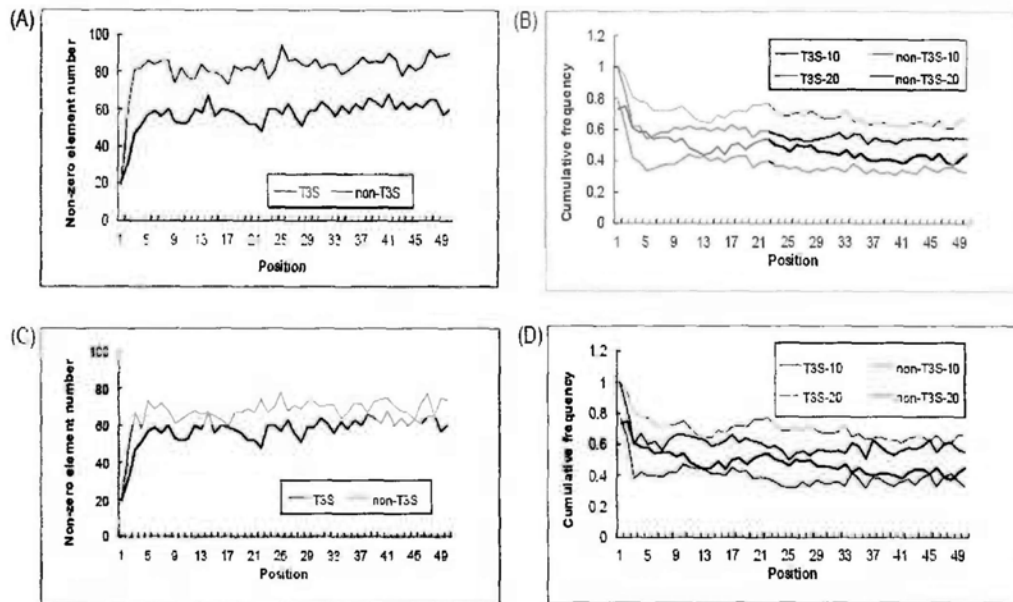 (A)
Non-zero element number
100
80
60
40
20
0
T3S non-T3S
1 5 9 13 17 21 25 29 33 37 41 45 49
Position
(B)
Cumulative frequency
1.2
1
0.8
0.6
0.4
0.2
0
T3S-10 non-T3S-10
T3S-20 non-T3S-20
1 5 9 13 17 21 25 29 33 37 41 45 49
Position
(C)
Non-zero element number
100
80
60
40
20
0
T3S non-T3S
1 5 9 13 17 21 25 29 33 37 41 45 49
Position
(D)
Cumulative frequency
1.2
1
0.8
0.6
0.4
0.2
0
T3S-10 non-T3S-10
T3S-20 non-T3S-20
1 5 9 13 17 21 25 29 33 37 41 45 49
Position